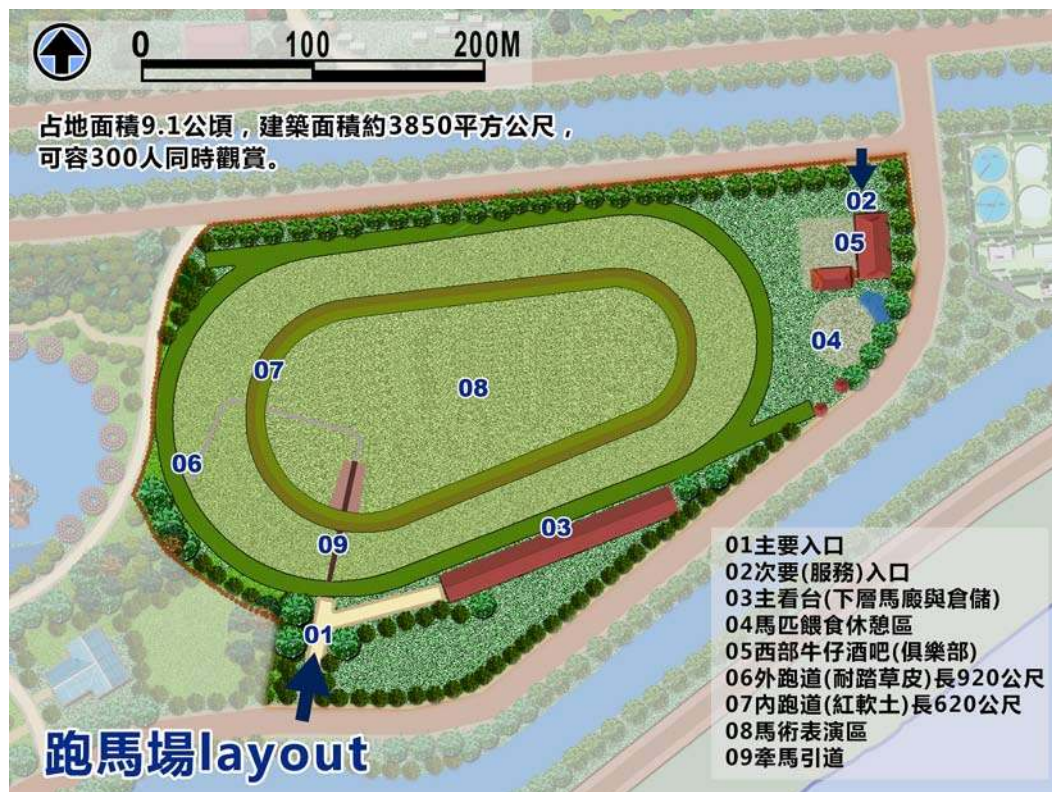 0 100 200M
占地面積9.1公頃，建築面積約3850平方公尺，
可容300人同時觀賞。
02
05
04
07
08
06
03
09
01
01主要入口
02次要(服務)入口
03主看台(下層馬廄與倉儲)
04馬匹餵食休憩區
05西部牛仔酒吧(俱樂部)
06外跑道(耐踏草皮)長920公尺
07內跑道(紅軟土)長620公尺
08馬術表演區
09牽馬引道
跑馬場layout